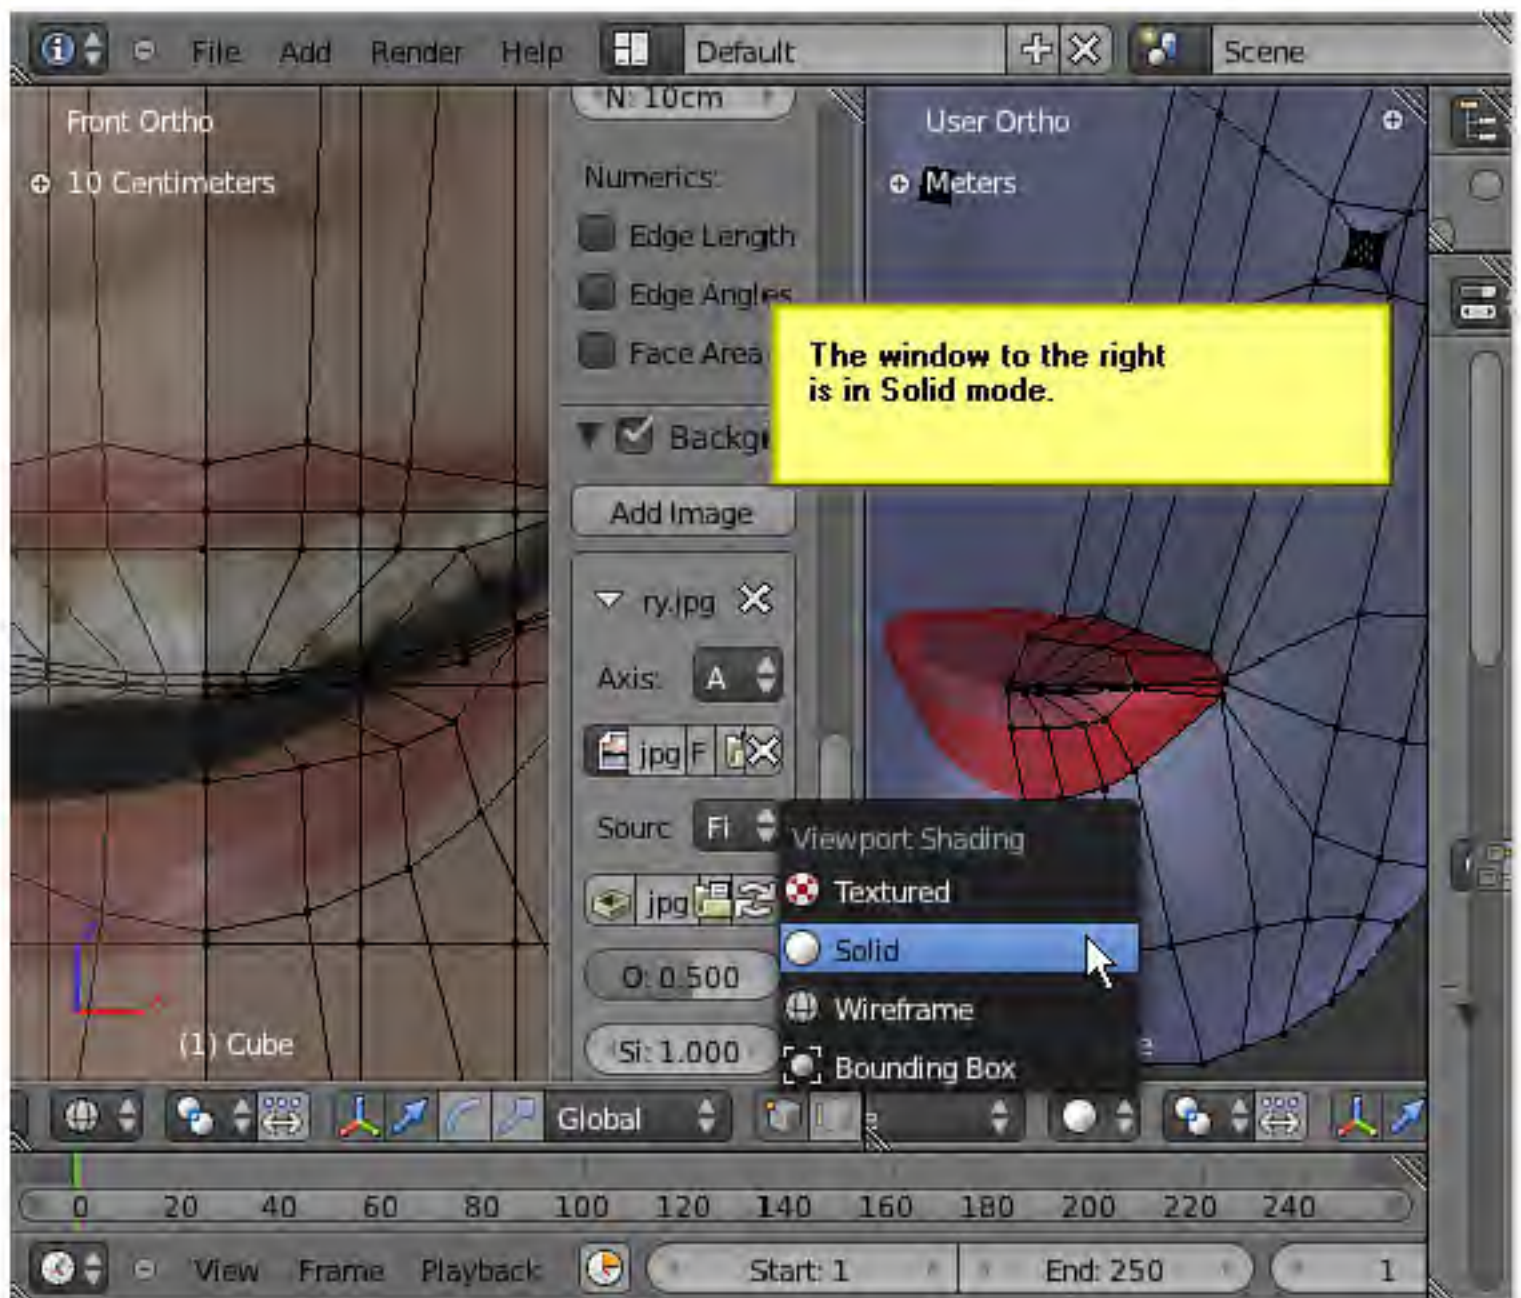 File Add Render Help Default Scene
Front Ortho
10 Centimeters
N: 10cm
Numerics:
Edge Length
Edge Angles
Face Area
Backgr
Add Image
ry.jpg
Axis: A
jpg F
Sourc Fi
jpg
O: 0.500
Si: 1.000
(1) Cube
User Ortho
Meters
The window to the right
is in Solid mode.
Viewport Shading
Textured
Solid
Wireframe
Bounding Box
e
Global
0 20 40 60 80 100 120 140 160 180 200 220 240
View Frame Playback Start: 1 End: 250 1